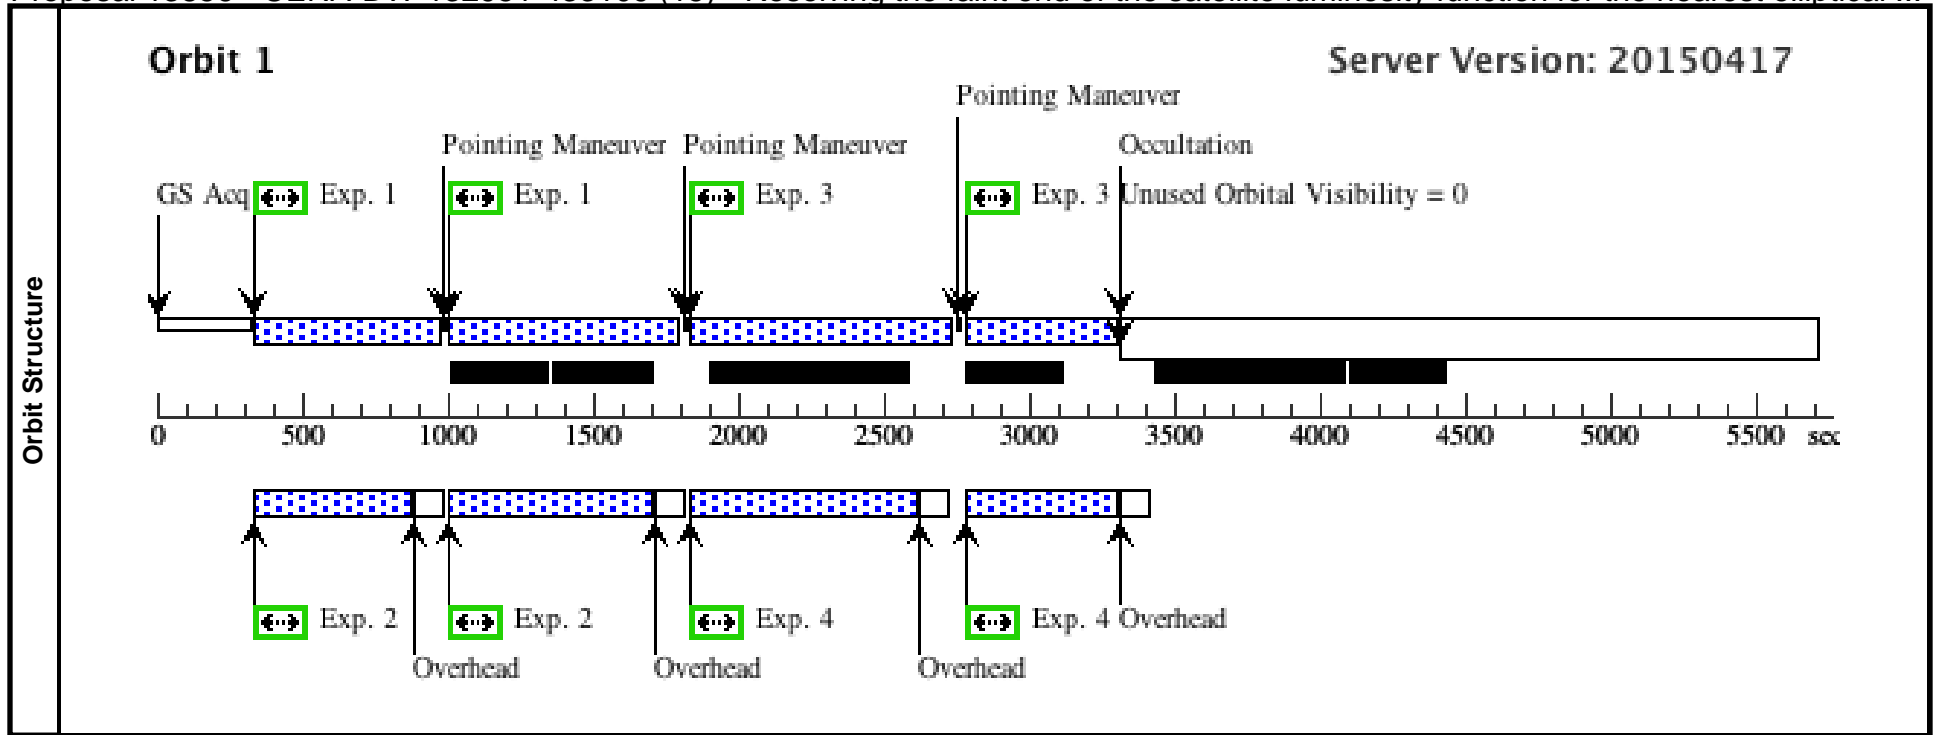 Orbit 1
Server Version: 20150417
Pointing Maneuver
Pointing Maneuver
Pointing Maneuver
Occultation
GS Acq
Exp. 1
Exp. 1
Exp. 3
Exp. 3
Unused Orbital Visibility = 0
Orbit Structure
0 500 1000 1500 2000 2500 3000 3500 4000 4500 5000 5500 sec
Exp. 2
Exp. 2
Exp. 4
Exp. 4
Overhead
Overhead
Overhead
Overhead